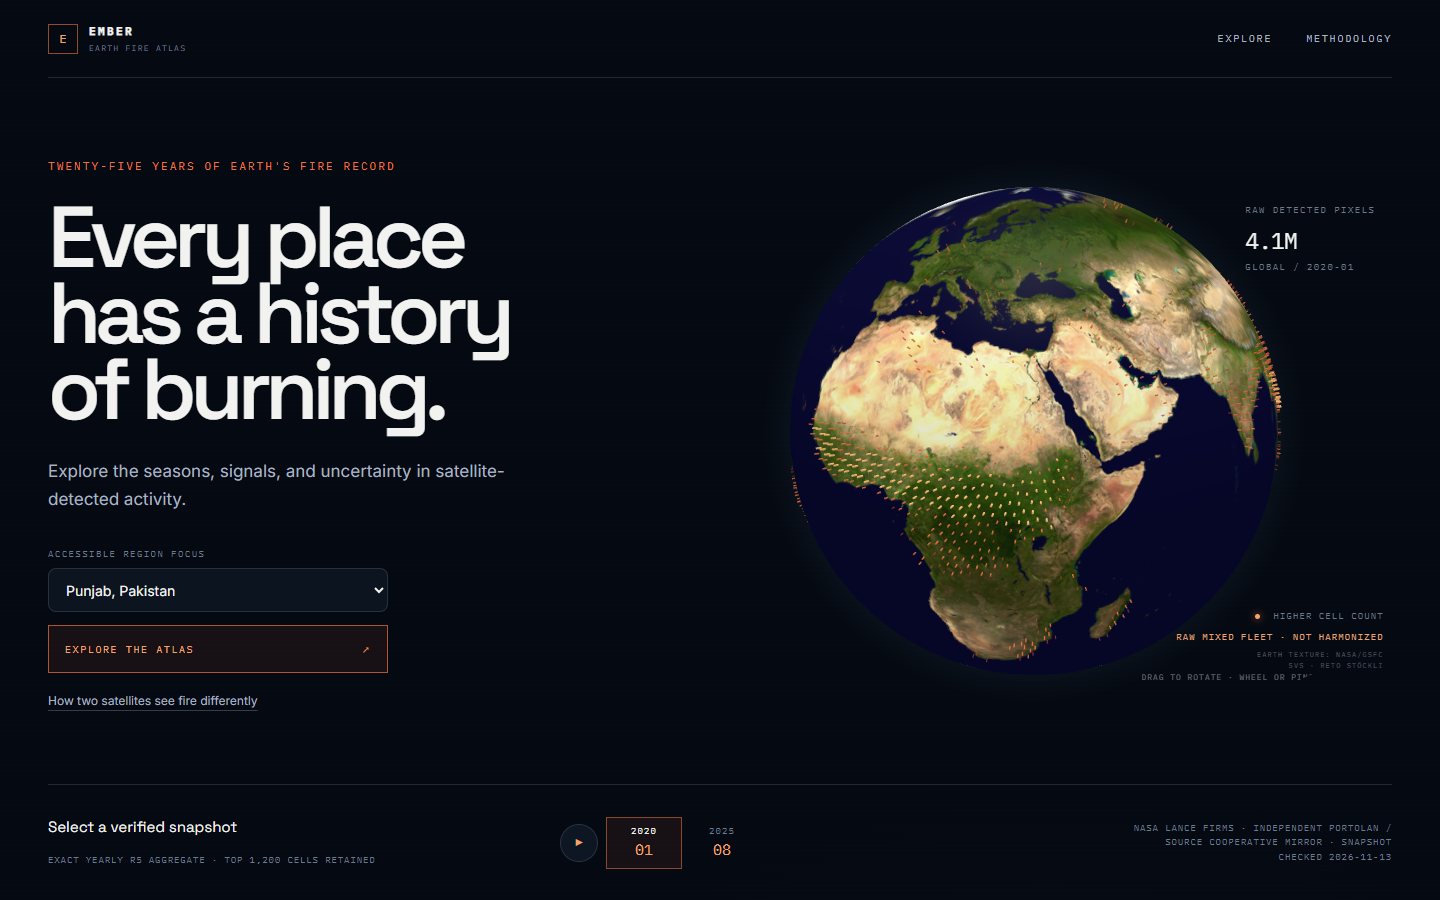 E
EMBER
EARTH FIRE ATLAS
EXPLORE
METHODOLOGY
TWENTY-FIVE YEARS OF EARTH'S FIRE RECORD
Every place
has a history
of burning.
Explore the seasons, signals, and uncertainty in satellite-
detected activity.
ACCESSIBLE REGION FOCUS
Punjab, Pakistan
EXPLORE THE ATLAS ↗
How two satellites see fire differently
RAW DETECTED PIXELS
4.1M
GLOBAL / 2020-01
HIGHER CELL COUNT
RAW MIXED FLEET · NOT HARMONIZED
EARTH TEXTURE: NASA/GSFC
SVS · RETO STÖCKLI
DRAG TO ROTATE · WHEEL OR
Select a verified snapshot
EXACT YEARLY R5 AGGREGATE · TOP 1,200 CELLS RETAINED
2020
01
2025
08
NASA LANCE FIRMS · INDEPENDENT PORTOLAN /
SOURCE COOPERATIVE MIRROR · SNAPSHOT
CHECKED 2026-11-13